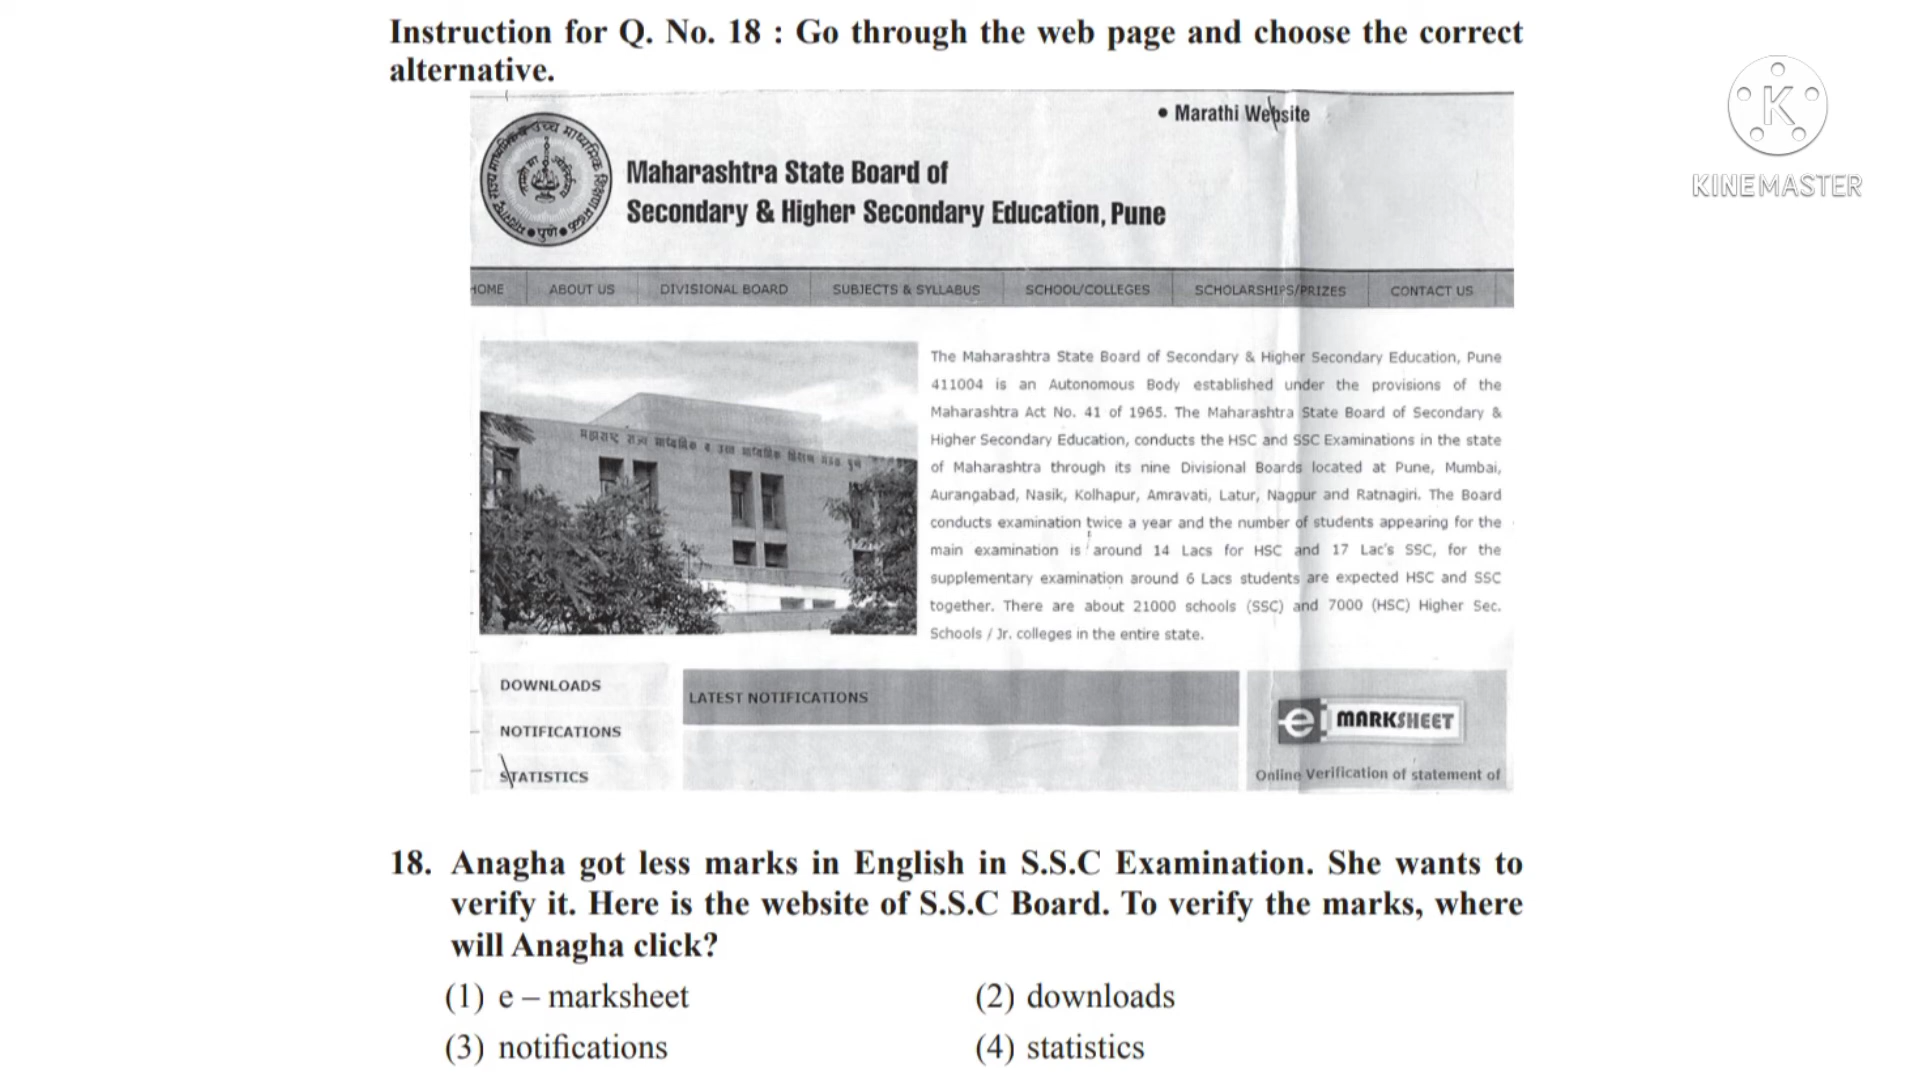 Instruction for Q. No. 18 : Go through the web page and choose the correct
alternative.
• Marathi Website
KINEMASTER
Maharashtra State Board of
Secondary & Higher Secondary Education, Pune
HOME ABOUT US DIVISIONAL BOARD SUBJECTS & SYLLABUS SCHOOL/COLLEGES SCHOLARSHIPS/PRIZES CONTACT US
The Maharashtra State Board of Secondary & Higher Secondary Education, Pune
411004 is an Autonomous Body established under the provisions of the
Maharashtra Act No. 41 of 1965. The Maharashtra State Board of Secondary &
Higher Secondary Education, conducts the HSC and SSC Examinations in the state
of Maharashtra through its nine Divisional Boards located at Pune, Mumbai,
Aurangabad, Nasik, Kolhapur, Amravati, Latur, Nagpur and Ratnagiri. The Board
conducts examination twice a year and the number of students appearing for the
main examination is around 14 Lacs for HSC and 17 Lac's SSC, for the
supplementary examination around 6 Lacs students are expected HSC and SSC
together. There are about 21000 schools (SSC) and 7000 (HSC) Higher Sec.
Schools / Jr. colleges in the entire state.
DOWNLOADS
NOTIFICATIONS
STATISTICS
LATEST NOTIFICATIONS
e MARKSHEET
Online Verification of statement of
18. Anagha got less marks in English in S.S.C Examination. She wants to
verify it. Here is the website of S.S.C Board. To verify the marks, where
will Anagha click?
(1) e – marksheet (2) downloads
(3) notifications (4) statistics